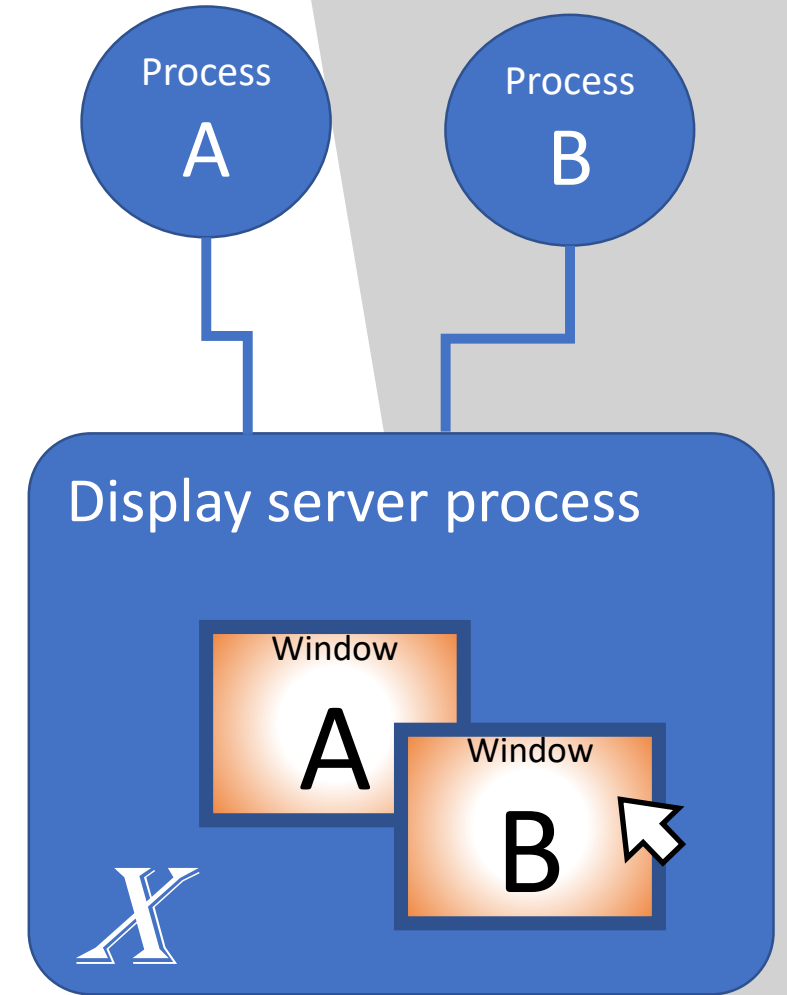 Process
A
Process
B
Display server process
Window
A
Window
B
X